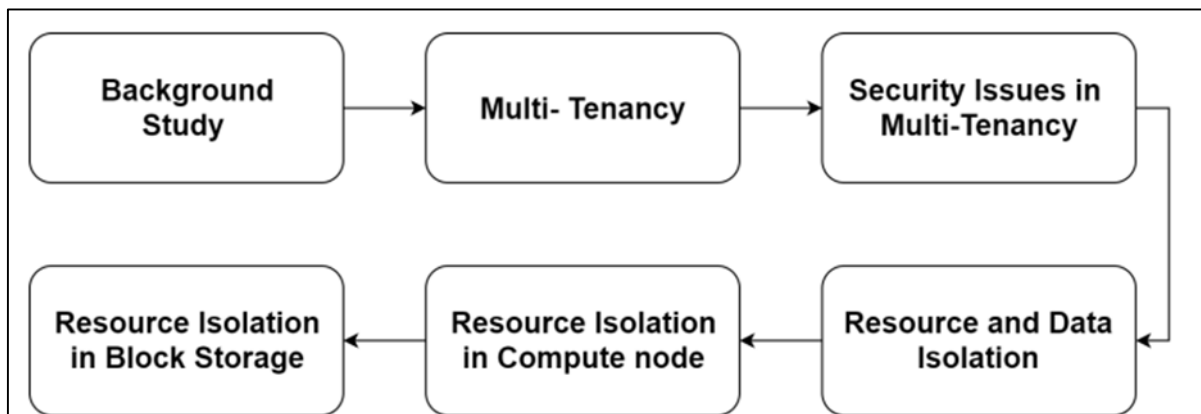 Background
Study
Multi- Tenancy
Security Issues in
Multi-Tenancy
Resource and Data
Isolation
Resource Isolation
in Compute node
Resource Isolation
in Block Storage